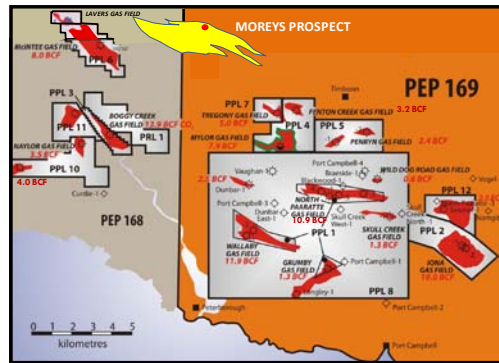 LAVERS GAS FIELD
MOREYS PROSPECT
McINTEE GAS FIELD
8.0 BCF
PPL 6
PEP 169
PPL 3
BOGGY CREEK
GAS FIELD
13.9 BCF CO2
PPL 11
PRL 1
NAYLOR GAS FIELD
3.5 BCF
PPL 10
4.0 BCF
Curdie-1
PEP 168
Timboon
PPL 7
TREGONY GAS FIELD
5.0 BCF
FENTON CREEK GAS FIELD
3.2 BCF
PPL 4
PPL 5
MYLOR GAS FIELD
7.9 BCF
PENRYN GAS FIELD
2.4 BCF
Port Campbell-4
Vaughan-1
Braeside-1
Blackwood-1
WILD DOG ROAD GAS FIELD
0.6 BCF
Vogel
Dunbar-1
Port Campbell-3
Dunbar
East-1
NORTH
PAARATTE
GAS FIELD
10.9 BCF
Skull Creek
West-1
Skull
Creek
North-1
PPL 12
PPL 1
SKULL CREEK
GAS FIELD
1.3 BCF
PPL 2
WALLABY
GAS FIELD
11.9 BCF
GRUMBY
GAS FIELD
1.3 BCF
Port Campbell-1
IONA
GAS FIELD
Langley-1
PPL 8
Port Campbell-2
Peterborough
Port Campbell
0 1 2 3 4 5
kilometres